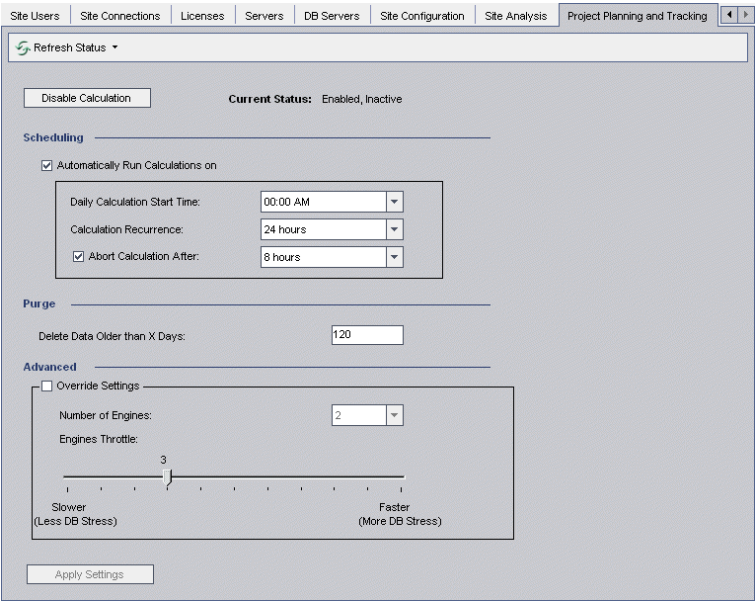 Site Users Site Connections Licenses Servers DB Servers Site Configuration Site Analysis Project Planning and Tracking
Refresh Status
Disable Calculation Current Status: Enabled, Inactive
Scheduling
Automatically Run Calculations on
Daily Calculation Start Time: 00:00 AM
Calculation Recurrence: 24 hours
Abort Calculation After: 8 hours
Purge
Delete Data Older than X Days: 120
Advanced
Override Settings
Number of Engines: 2
Engines Throttle:
3
Slower Faster
(Less DB Stress) (More DB Stress)
Apply Settings